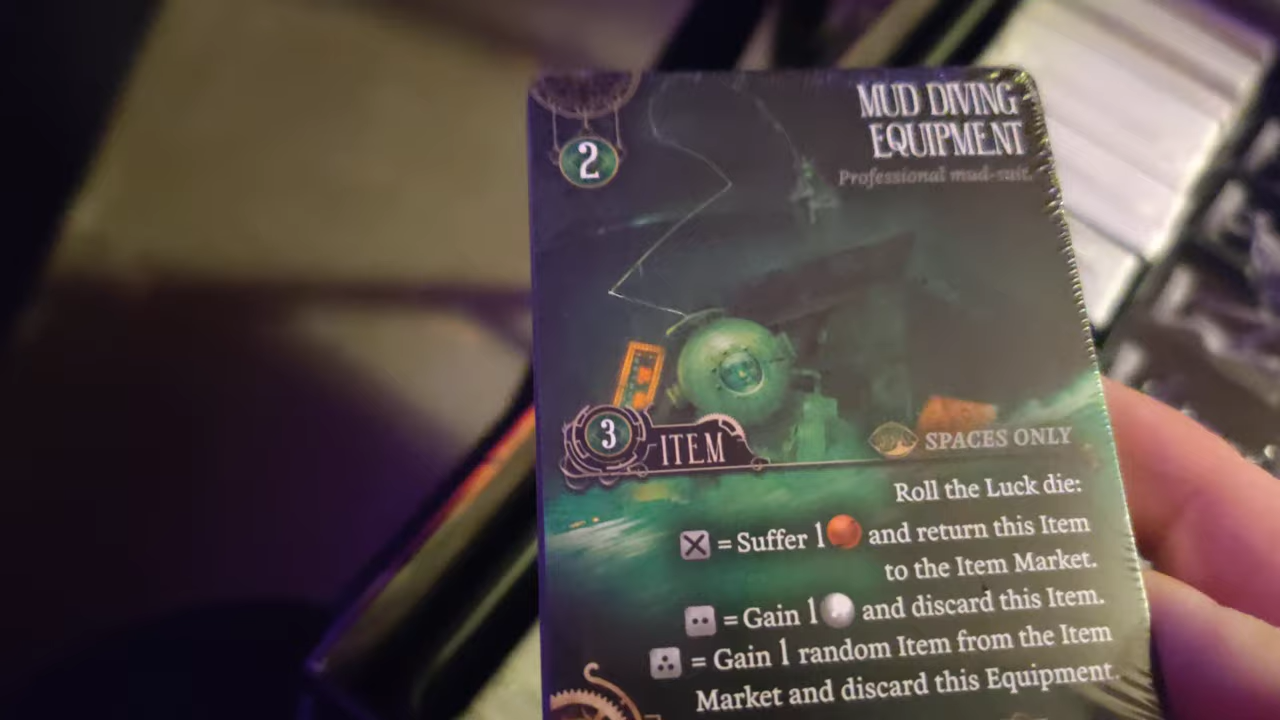 MUD DIVING
EQUIPMENT
Professional mud-suit.
2
3 ITEM
SPACES ONLY
Roll the Luck die:
= Suffer 1 and return this Item
to the Item Market.
= Gain 1 and discard this Item.
= Gain 1 random Item from the Item
Market and discard this Equipment.